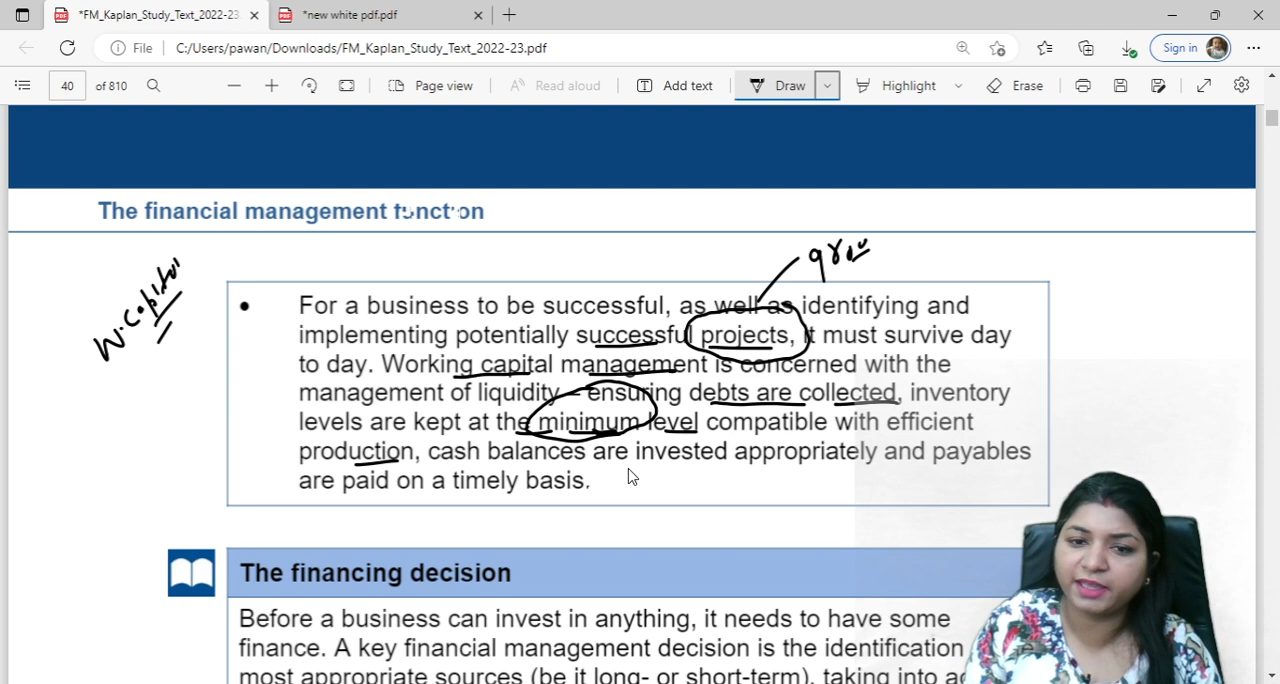 *FM_Kaplan_Study_Text_2022-23
*new white pdf.pdf
File
C:/Users/pawan/Downloads/FM_Kaplan_Study_Text_2022-23.pdf
Sign in
40
of 810
Page view
Read aloud
Add text
Draw
Highlight
Erase
The financial management function
W.Capital
• For a business to be successful, as well as identifying and
implementing potentially successful projects, it must survive day
to day. Working capital management is concerned with the
management of liquidity – ensuring debts are collected, inventory
levels are kept at the minimum level compatible with efficient
production, cash balances are invested appropriately and payables
are paid on a timely basis.
The financing decision
Before a business can invest in anything, it needs to have some
finance. A key financial management decision is the identification
most appropriate sources (be it long- or short-term), taking into